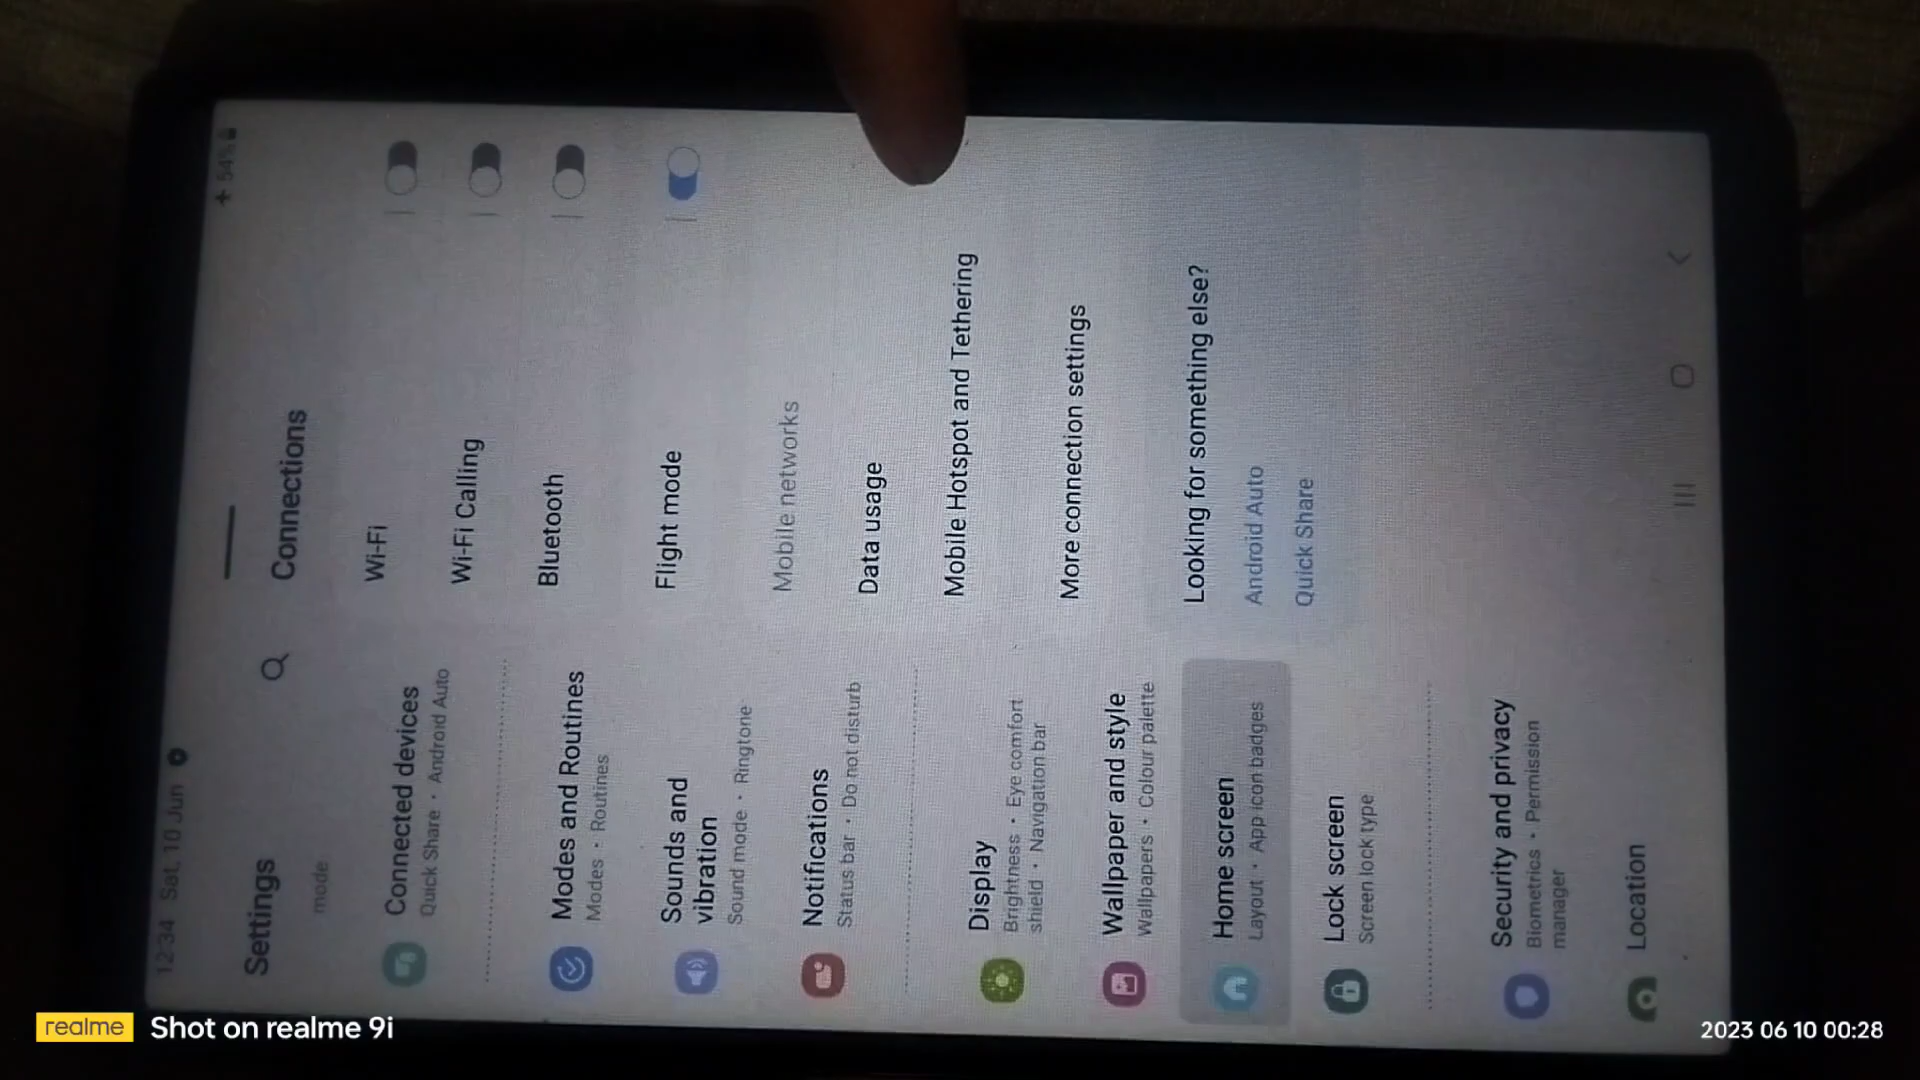 12:34 Sat, 10 Jun
54%
Settings
mode
Connected devices
Quick Share • Android Auto
Modes and Routines
Modes • Routines
Sounds and
vibration
Sound mode • Ringtone
Notifications
Status bar • Do not disturb
Display
Brightness • Eye comfort
shield • Navigation bar
Wallpaper and style
Wallpapers • Colour palette
Home screen
Layout • App icon badges
Lock screen
Screen lock type
Security and privacy
Biometrics • Permission
manager
Location
Connections
Wi-Fi
Wi-Fi Calling
Bluetooth
Flight mode
Mobile networks
Data usage
Mobile Hotspot and Tethering
More connection settings
Looking for something else?
Android Auto
Quick Share
realme Shot on realme 9i
2023 06 10 00:28